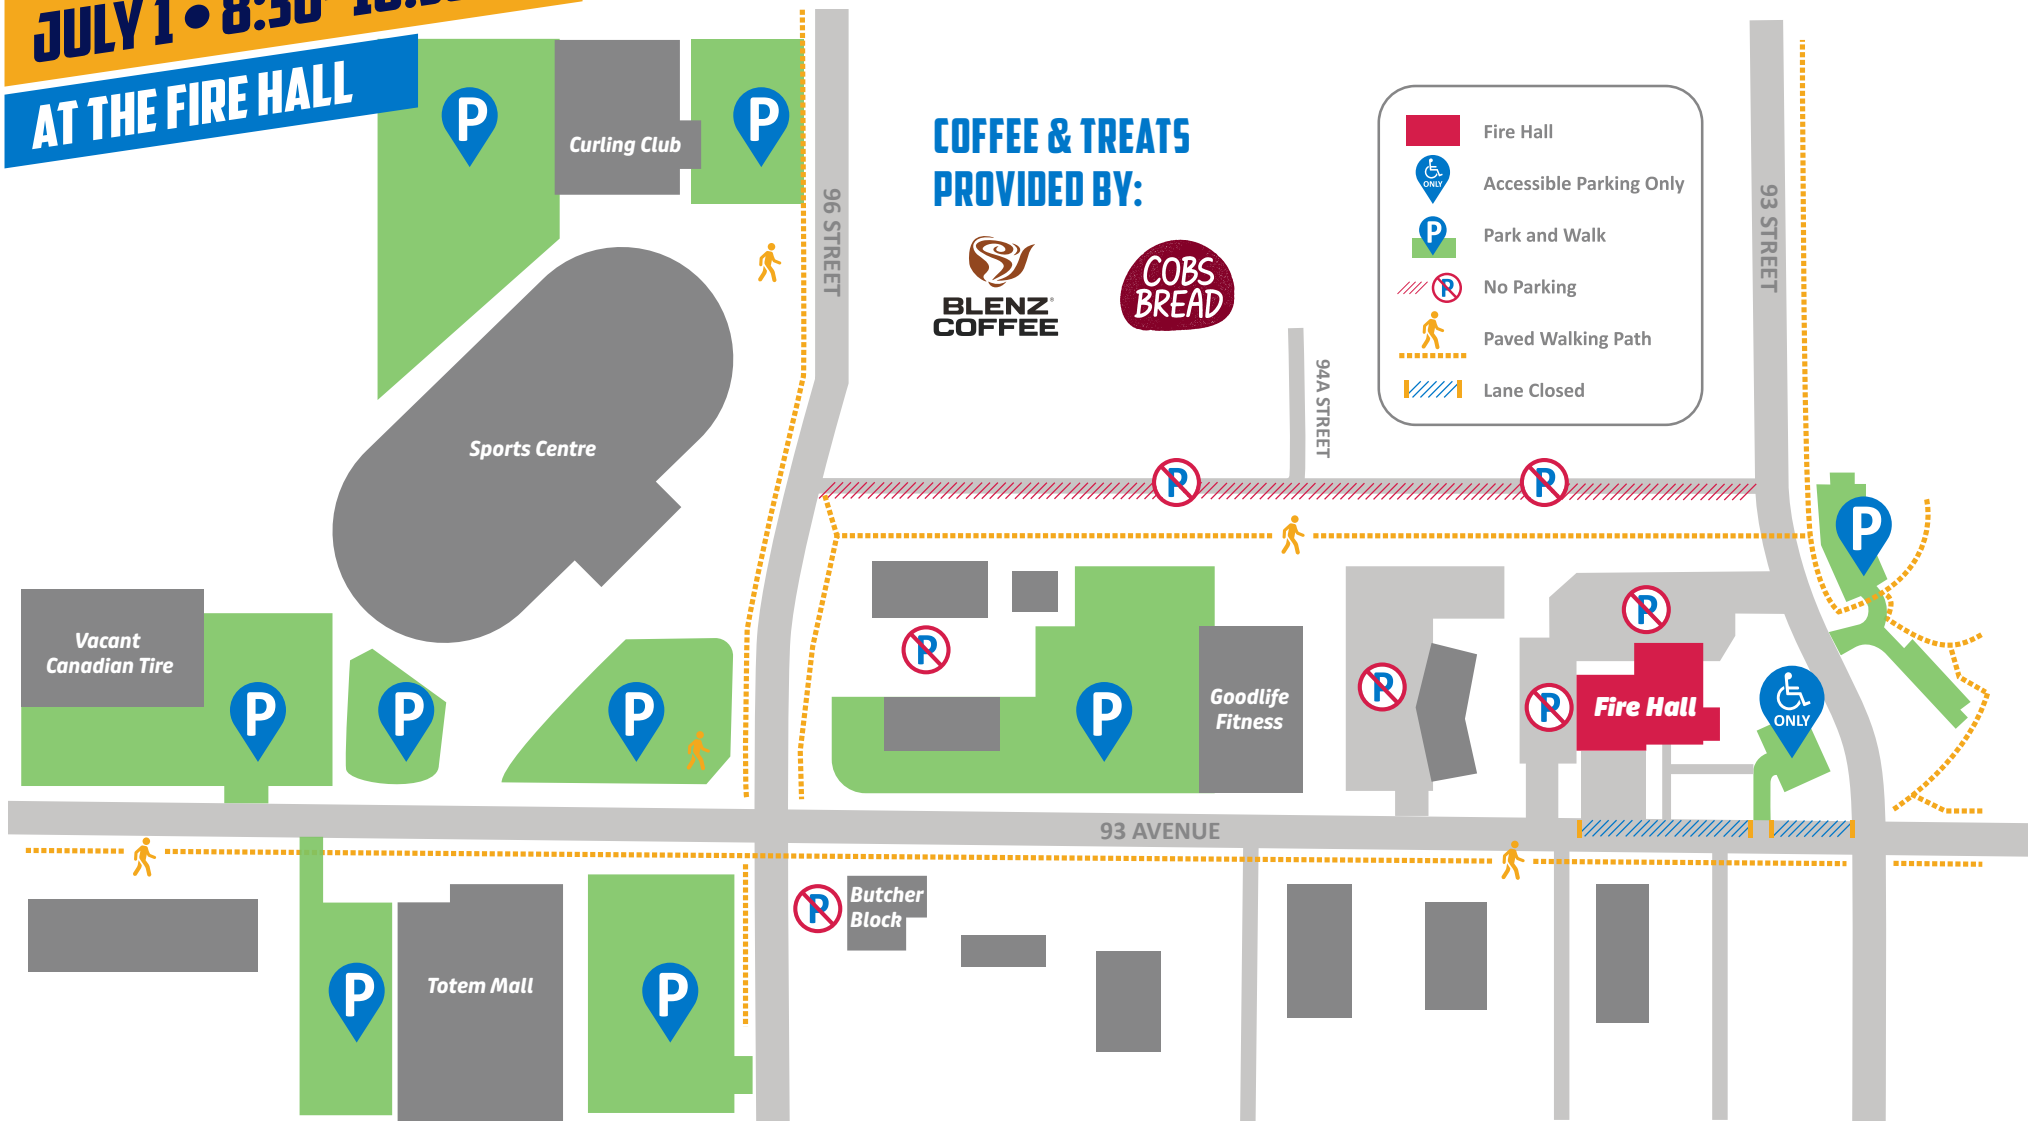 JULY 1 • 8:30
AT THE FIRE HALL
P
Curling Club
P
COFFEE & TREATS
PROVIDED BY:
BLENZ®
COFFEE
COBS
BREAD
96 STREET
94A STREET
93 STREET
Fire Hall
ONLY
Accessible Parking Only
P
Park and Walk
P
No Parking
Paved Walking Path
Lane Closed
Sports Centre
P
P
P
Vacant
Canadian Tire
P
P
P
P
P
Goodlife
Fitness
P
P
P
Fire Hall
ONLY
93 AVENUE
P
Butcher
Block
P
Totem Mall
P